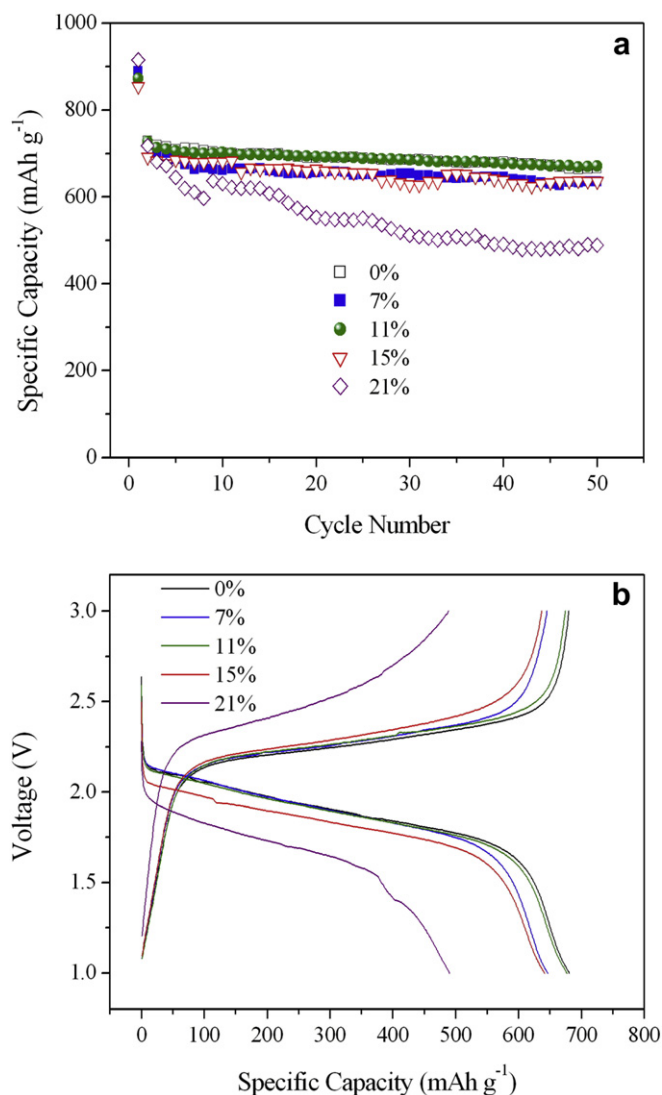 a
1000
800
600
400
200
0
Specific Capacity (mAh g⁻¹)
0%
7%
11%
15%
21%
0 10 20 30 40 50
Cycle Number
b
3.0
2.5
2.0
1.5
1.0
Voltage (V)
0%
7%
11%
15%
21%
0 100 200 300 400 500 600 700 800
Specific Capacity (mAh g⁻¹)